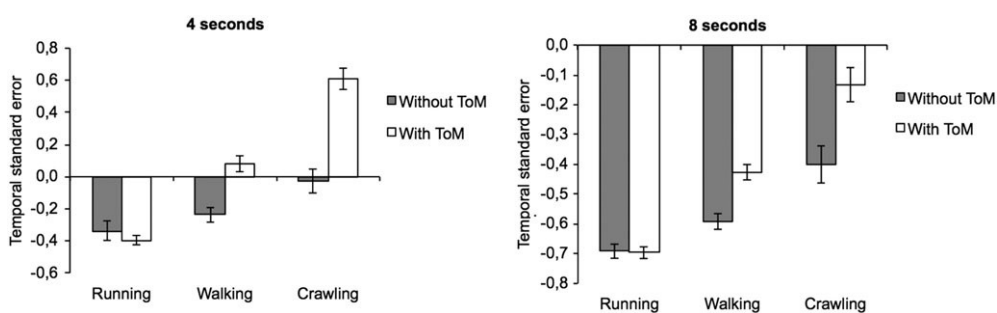 4 seconds
Temporal standard error
0,8
0,6
0,4
0,2
0,0
-0,2
-0,4
-0,6
Running Walking Crawling
Without ToM
With ToM
8 seconds
Temporal standard error
0,0
-0,1
-0,2
-0,3
-0,4
-0,5
-0,6
-0,7
-0,8
Running Walking Crawling
Without ToM
With ToM